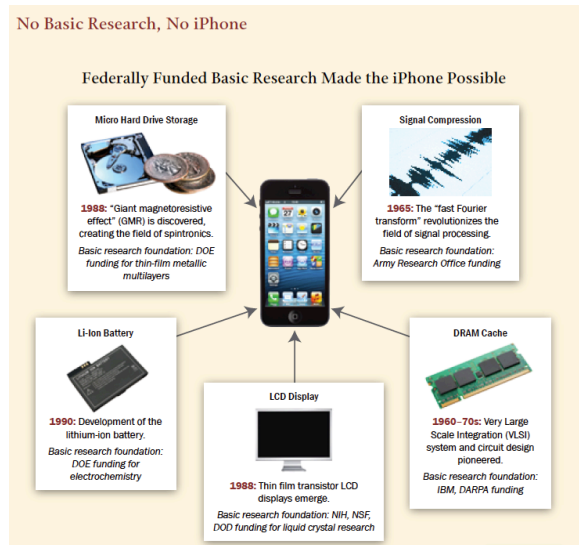 No Basic Research, No iPhone
Federally Funded Basic Research Made the iPhone Possible
Micro Hard Drive Storage
1988: “Giant magnetoresistive
effect” (GMR) is discovered,
creating the field of spintronics.
Basic research foundation: DOE
funding for thin-film metallic
multilayers
Signal Compression
1965: The “fast Fourier
transform” revolutionizes the
field of signal processing.
Basic research foundation:
Army Research Office funding
Li-Ion Battery
1990: Development of the
lithium-ion battery.
Basic research foundation:
DOE funding for
electrochemistry
LCD Display
1988: Thin film transistor LCD
displays emerge.
Basic research foundation: NIH, NSF,
DOD funding for liquid crystal research
DRAM Cache
1960–70s: Very Large
Scale Integration (VLSI)
system and circuit design
pioneered.
Basic research foundation:
IBM, DARPA funding